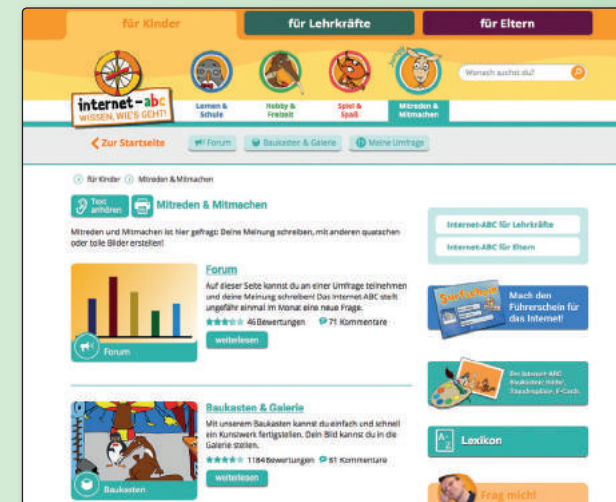 für Kinder
für Lehrkräfte
für Eltern
internet-abc
WISSEN, WIE'S GEHT!
Lernen &
Schule
Hobby &
Freizeit
Spiel &
Spaß
Mitreden &
Mitmachen
Wonach suchst du?
Zur Startseite
Forum
Baukasten & Galerie
Meine Umfrage
für Kinder
Mitreden & Mitmachen
Text
anhören
Mitreden & Mitmachen
Mitreden und Mitmachen ist hier gefragt: Deine Meinung schreiben, mit anderen quatschen
oder tolle Bilder erstellen!
Forum
Auf dieser Seite kannst du an einer Umfrage teilnehmen
und deine Meinung schreiben! Das Internet-ABC stellt
ungefähr einmal im Monat eine neue Frage.
46 Bewertungen
71 Kommentare
weiterlesen
Forum
Baukasten & Galerie
Mit unserem Baukasten kannst du einfach und schnell
ein Kunstwerk fertigstellen. Dein Bild kannst du in die
Galerie stellen.
1184 Bewertungen
61 Kommentare
weiterlesen
Baukasten
Internet-ABC für Lehrkräfte
Internet-ABC für Eltern
Surfschein
Mach den
Führerschein für
das Internet!
Baukasten
A-Z
Lexikon
Frag mich!